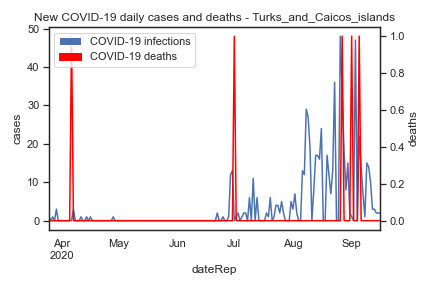 New COVID-19 daily cases and deaths - Turks_and_Caicos_islands
COVID-19 infections
COVID-19 deaths
50
40
30
20
10
0
cases
1.0
0.8
0.6
0.4
0.2
0.0
deaths
Apr
2020
May
Jun
Jul
Aug
Sep
dateRep